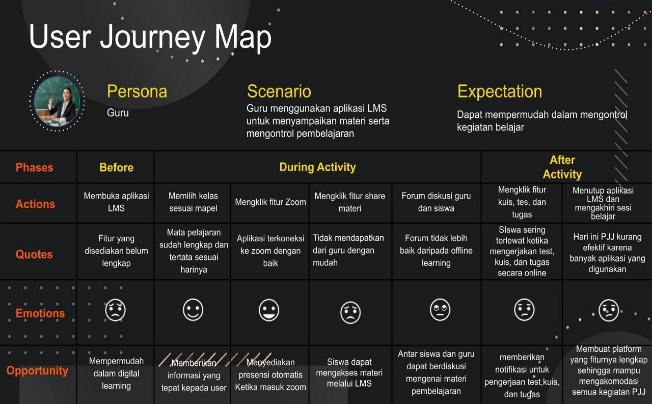 User Journey Map
Persona
Guru
Scenario
Guru menggunakan aplikasi LMS
untuk menyampaikan materi serta
mengontrol pembelajaran
Expectation
Dapat mempermudah dalam mengontrol
kegiatan belajar
Phases
Before
During Activity
After
Activity
Actions
Membuka aplikasi
LMS
Memilih kelas
sesuai mapel
Mengklik fitur Zoom
Mengklik fitur share
materi
Forum diskusi guru
dan siswa
Mengklik fitur
kuis, tes, dan
tugas
Menutup aplikasi
LMS dan
mengakhiri sesi
belajar
Quotes
Fitur yang
disediakan belum
lengkap
Mata pelajaran
sudah lengkap dan
tertata sesuai
harinya
Aplikasi terkoneksi
ke zoom dengan
baik
Tidak mendapatkan
dari guru dengan
mudah
Forum tidak lebih
baik daripada offline
learning
SIswa sering
terlewat ketika
mengerjakan test,
kuis, dan tugas
secara online
Hari ini PJJ kurang
efektif karena
banyak aplikasi yang
digunakan
Emotions
Opportunity
Mempermudah
dalam digital
learning
Memberikan
informasi yang
tepat kepada user
Menyediakan
presensi otomatis
Ketika masuk zoom
Siswa dapat
mengakses materi
melalui LMS
Antar siswa dan guru
dapat berdiskusi
mengenai materi
pembelajaran
memberikan
notifikasi untuk
pengerjaan test,kuis,
dan tugas
Membuat platform
yang fiturnya lengkap
sehingga mampu
mengakomodasi
semua kegiatan PJJ